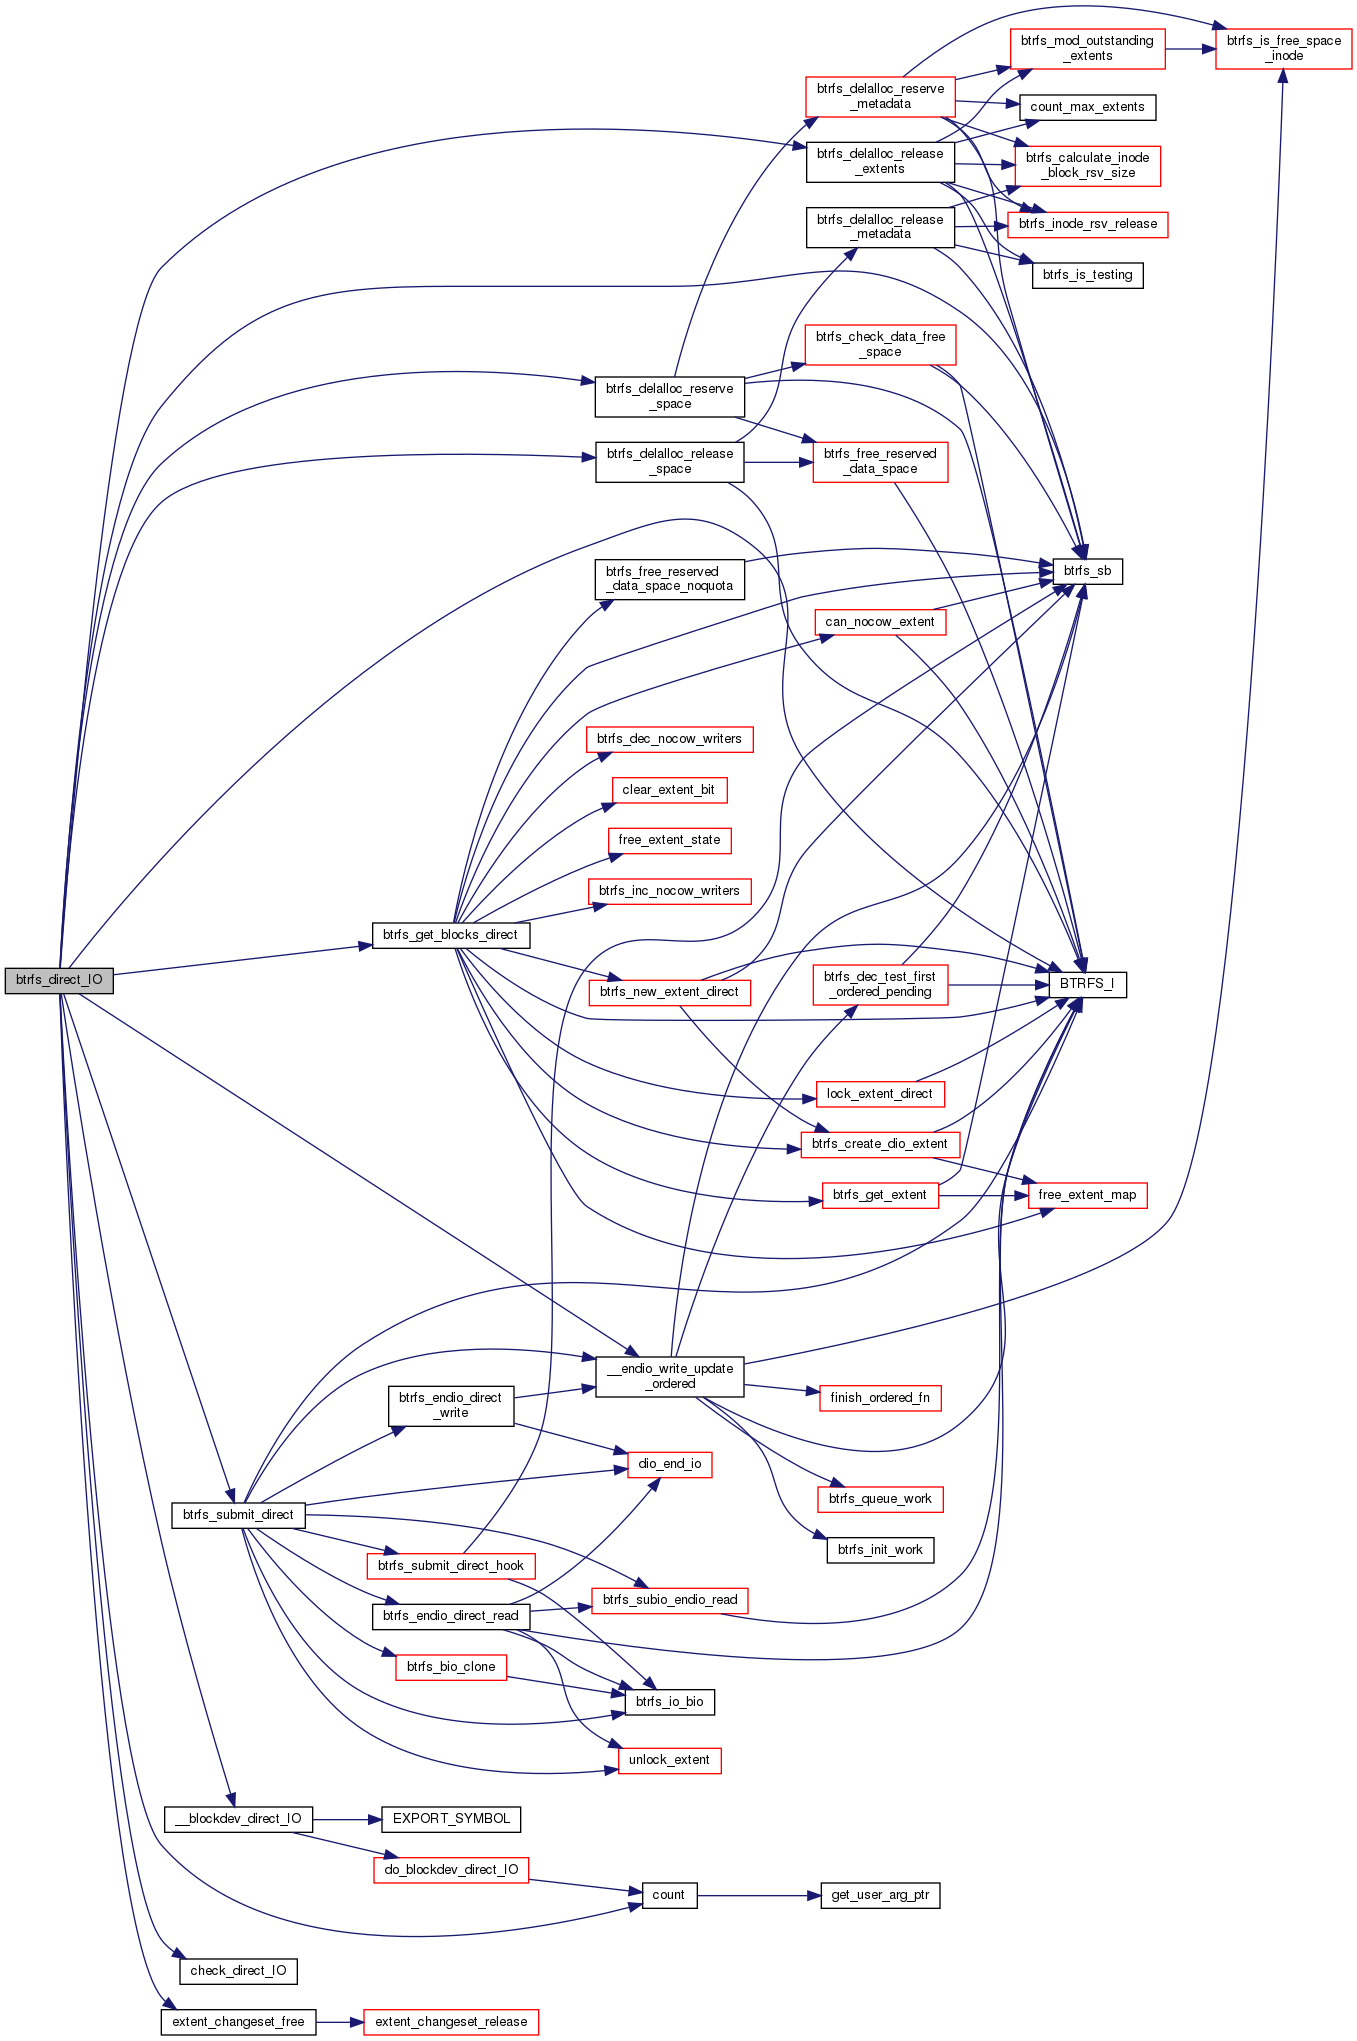 btrfs_mod_outstanding
_extents
btrfs_is_free_space
_inode
btrfs_delalloc_reserve
_metadata
count_max_extents
btrfs_delalloc_release
_extents
btrfs_calculate_inode
_block_rsv_size
btrfs_delalloc_release
_metadata
btrfs_inode_rsv_release
btrfs_is_testing
btrfs_check_data_free
_space
btrfs_delalloc_reserve
_space
btrfs_delalloc_release
_space
btrfs_free_reserved
_data_space
btrfs_free_reserved
_data_space_noquota
btrfs_sb
can_nocow_extent
btrfs_dec_nocow_writers
clear_extent_bit
free_extent_state
btrfs_inc_nocow_writers
btrfs_get_blocks_direct
btrfs_direct_IO
btrfs_new_extent_direct
btrfs_dec_test_first
_ordered_pending
BTRFS_I
lock_extent_direct
btrfs_create_dio_extent
btrfs_get_extent
free_extent_map
__endio_write_update
_ordered
btrfs_endio_direct
_write
finish_ordered_fn
dio_end_io
btrfs_queue_work
btrfs_submit_direct
btrfs_init_work
btrfs_submit_direct_hook
btrfs_subio_endio_read
btrfs_endio_direct_read
btrfs_bio_clone
btrfs_io_bio
unlock_extent
__blockdev_direct_IO
EXPORT_SYMBOL
do_blockdev_direct_IO
count
get_user_arg_ptr
check_direct_IO
extent_changeset_free
extent_changeset_release